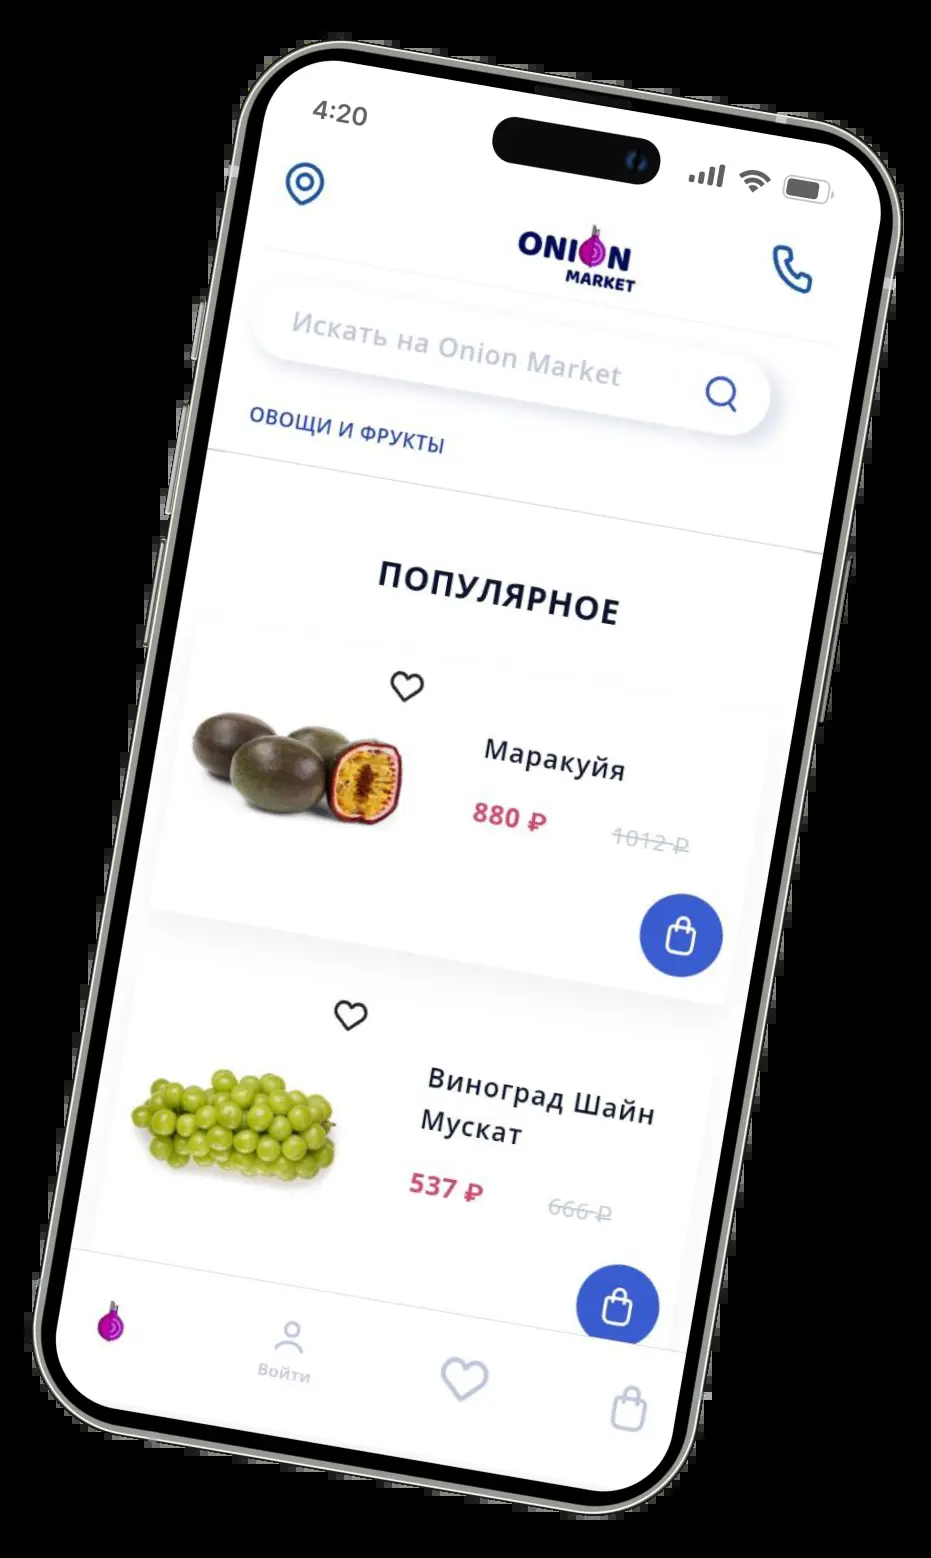 4:20
ONION
MARKET
Искать на Onion Market
ОВОЩИ И ФРУКТЫ
ПОПУЛЯРНОЕ
Маракуйя
880 ₽ 1012 ₽
Виноград Шайн
Мускат
537 ₽ 666 ₽
Войти